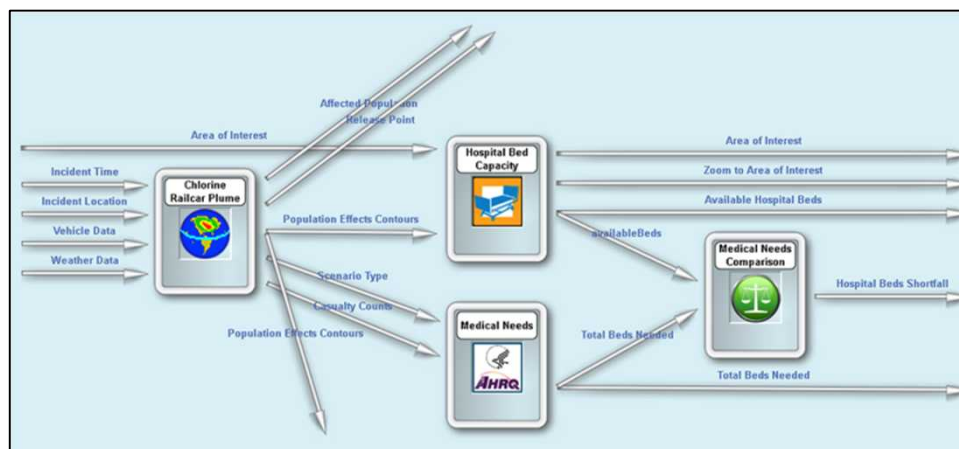 Affected Population
Release Point
Area of Interest
Incident Time
Incident Location
Vehicle Data
Weather Data
Chlorine
Railcar Plume
Population Effects Contours
Scenario Type
Casualty Counts
Population Effects Contours
Hospital Bed
Capacity
Medical Needs
AHRQ
Area of Interest
Zoom to Area of Interest
Available Hospital Beds
availableBeds
Medical Needs
Comparison
Total Beds Needed
Hospital Beds Shortfall
Total Beds Needed